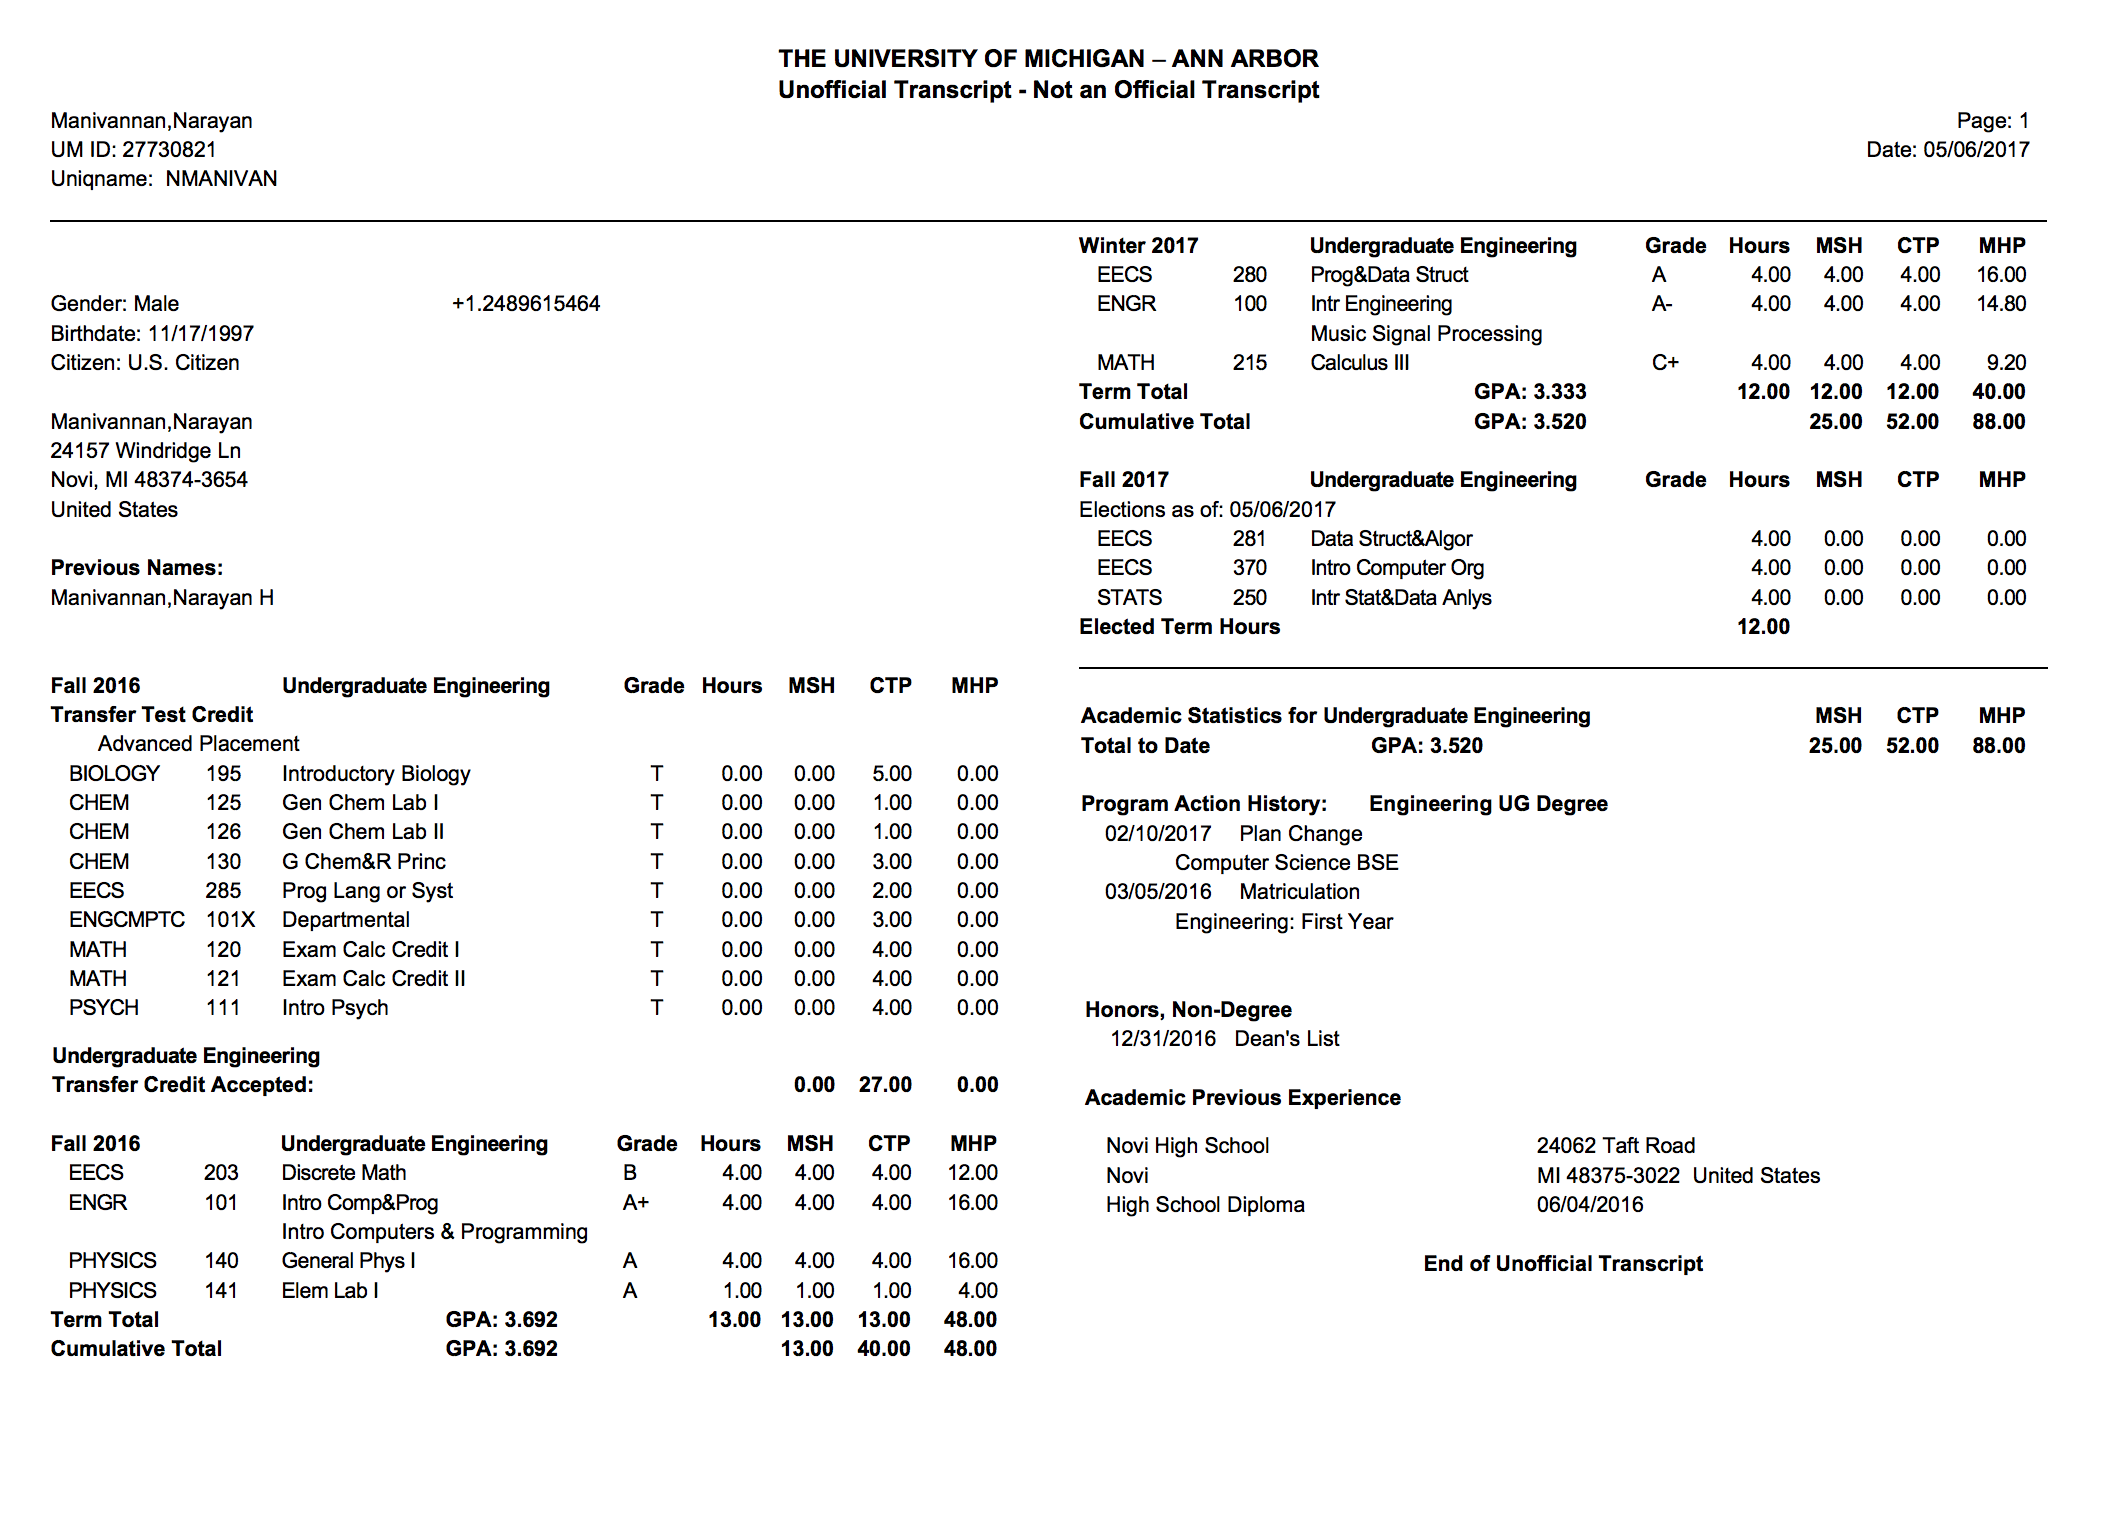 THE UNIVERSITY OF MICHIGAN – ANN ARBOR
Unofficial Transcript - Not an Official Transcript
Manivannan,Narayan
Page: 1
UM ID: 27730821
Date: 05/06/2017
Uniqname: NMANIVAN
Gender: Male +1.2489615464
Birthdate: 11/17/1997
Citizen: U.S. Citizen
Manivannan,Narayan
24157 Windridge Ln
Novi, MI 48374-3654
United States
Previous Names:
Manivannan,Narayan H
Fall 2016 Undergraduate Engineering Grade Hours MSH CTP MHP
Transfer Test Credit
Advanced Placement
BIOLOGY 195 Introductory Biology T 0.00 0.00 5.00 0.00
CHEM 125 Gen Chem Lab I T 0.00 0.00 1.00 0.00
CHEM 126 Gen Chem Lab II T 0.00 0.00 1.00 0.00
CHEM 130 G Chem&R Princ T 0.00 0.00 3.00 0.00
EECS 285 Prog Lang or Syst T 0.00 0.00 2.00 0.00
ENGCMPTC 101X Departmental T 0.00 0.00 3.00 0.00
MATH 120 Exam Calc Credit I T 0.00 0.00 4.00 0.00
MATH 121 Exam Calc Credit II T 0.00 0.00 4.00 0.00
PSYCH 111 Intro Psych T 0.00 0.00 4.00 0.00
Undergraduate Engineering
Transfer Credit Accepted: 0.00 27.00 0.00
Fall 2016 Undergraduate Engineering Grade Hours MSH CTP MHP
EECS 203 Discrete Math B 4.00 4.00 4.00 12.00
ENGR 101 Intro Comp&Prog A+ 4.00 4.00 4.00 16.00
Intro Computers & Programming
PHYSICS 140 General Phys I A 4.00 4.00 4.00 16.00
PHYSICS 141 Elem Lab I A 1.00 1.00 1.00 4.00
Term Total GPA: 3.692 13.00 13.00 13.00 48.00
Cumulative Total GPA: 3.692 13.00 40.00 48.00
Winter 2017 Undergraduate Engineering Grade Hours MSH CTP MHP
EECS 280 Prog&Data Struct A 4.00 4.00 4.00 16.00
ENGR 100 Intr Engineering A- 4.00 4.00 4.00 14.80
Music Signal Processing
MATH 215 Calculus III C+ 4.00 4.00 4.00 9.20
Term Total GPA: 3.333 12.00 12.00 12.00 40.00
Cumulative Total GPA: 3.520 25.00 52.00 88.00
Fall 2017 Undergraduate Engineering Grade Hours MSH CTP MHP
Elections as of: 05/06/2017
EECS 281 Data Struct&Algor 4.00 0.00 0.00 0.00
EECS 370 Intro Computer Org 4.00 0.00 0.00 0.00
STATS 250 Intr Stat&Data Anlys 4.00 0.00 0.00 0.00
Elected Term Hours 12.00
Academic Statistics for Undergraduate Engineering MSH CTP MHP
Total to Date GPA: 3.520 25.00 52.00 88.00
Program Action History: Engineering UG Degree
02/10/2017 Plan Change
Computer Science BSE
03/05/2016 Matriculation
Engineering: First Year
Honors, Non-Degree
12/31/2016 Dean's List
Academic Previous Experience
Novi High School 24062 Taft Road
Novi MI 48375-3022 United States
High School Diploma 06/04/2016
End of Unofficial Transcript